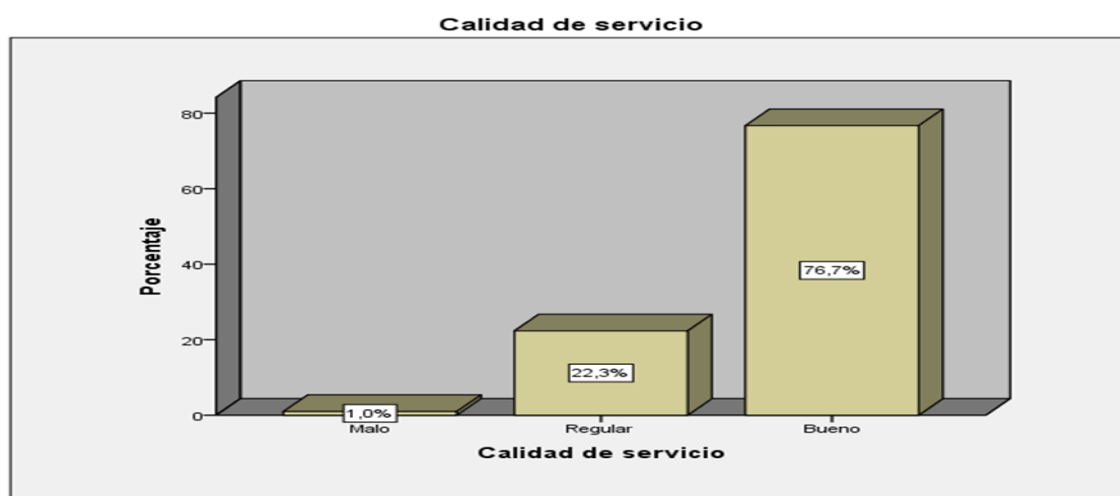 Calidad de servicio
80
60
40
20
0
Porcentaje
1,0%
22,3%
76,7%
Malo Regular Bueno
Calidad de servicio